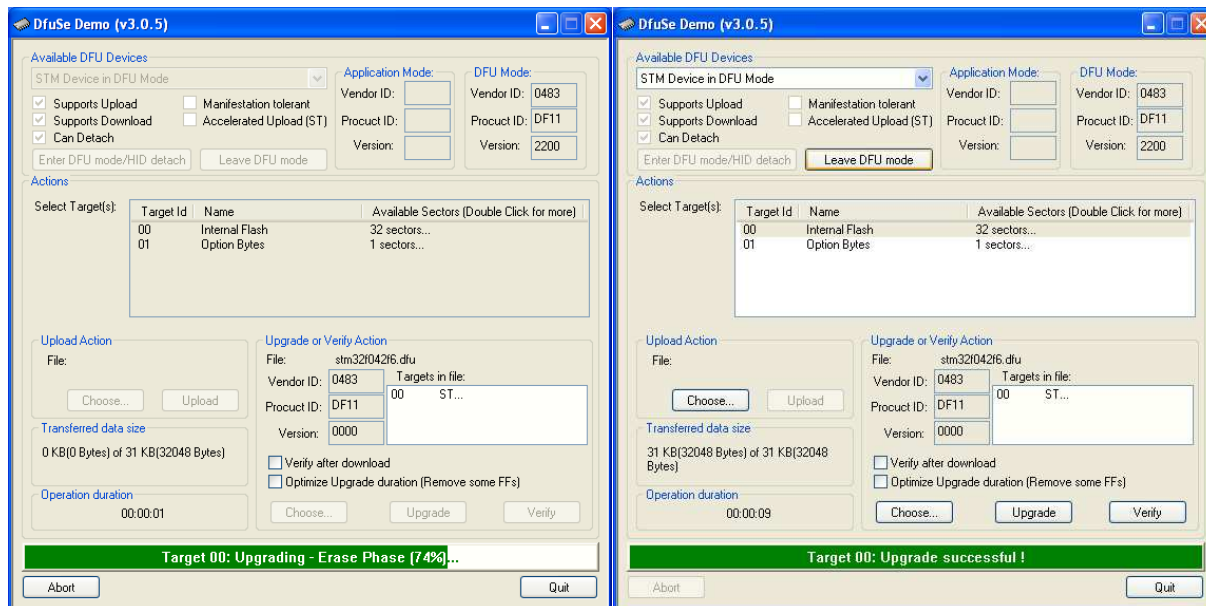 DfuSe Demo (v3.0.5)
Available DFU Devices
STM Device in DFU Mode
Supports Upload
Manifestation tolerant
Supports Download
Accelerated Upload (ST)
Can Detach
Enter DFU mode/HID detach
Leave DFU mode
Application Mode:
Vendor ID:
Procuct ID:
Version:
DFU Mode:
Vendor ID: 0483
Procuct ID: DF11
Version: 2200
Actions
Select Target(s):
Target Id Name Available Sectors (Double Click for more)
00 Internal Flash 32 sectors...
01 Option Bytes 1 sectors...
Upload Action
File:
Choose... Upload
Transferred data size
0 KB(0 Bytes) of 31 KB(32048 Bytes)
Operation duration
00:00:01
Upgrade or Verify Action
File: stm32f042f6.dfu
Vendor ID: 0483
Procuct ID: DF11
Version: 0000
Targets in file:
00 ST...
Verify after download
Optimize Upgrade duration (Remove some FFs)
Choose... Upgrade Verify
Target 00: Upgrading - Erase Phase (74%)...
Abort Quit
DfuSe Demo (v3.0.5)
Available DFU Devices
STM Device in DFU Mode
Supports Upload
Manifestation tolerant
Supports Download
Accelerated Upload (ST)
Can Detach
Enter DFU mode/HID detach
Leave DFU mode
Application Mode:
Vendor ID:
Procuct ID:
Version:
DFU Mode:
Vendor ID: 0483
Procuct ID: DF11
Version: 2200
Actions
Select Target(s):
Target Id Name Available Sectors (Double Click for more)
00 Internal Flash 32 sectors...
01 Option Bytes 1 sectors...
Upload Action
File:
Choose... Upload
Transferred data size
31 KB(32048 Bytes) of 31 KB(32048
Bytes)
Operation duration
00:00:09
Upgrade or Verify Action
File: stm32f042f6.dfu
Vendor ID: 0483
Procuct ID: DF11
Version: 0000
Targets in file:
00 ST...
Verify after download
Optimize Upgrade duration (Remove some FFs)
Choose... Upgrade Verify
Target 00: Upgrade successful !
Abort Quit